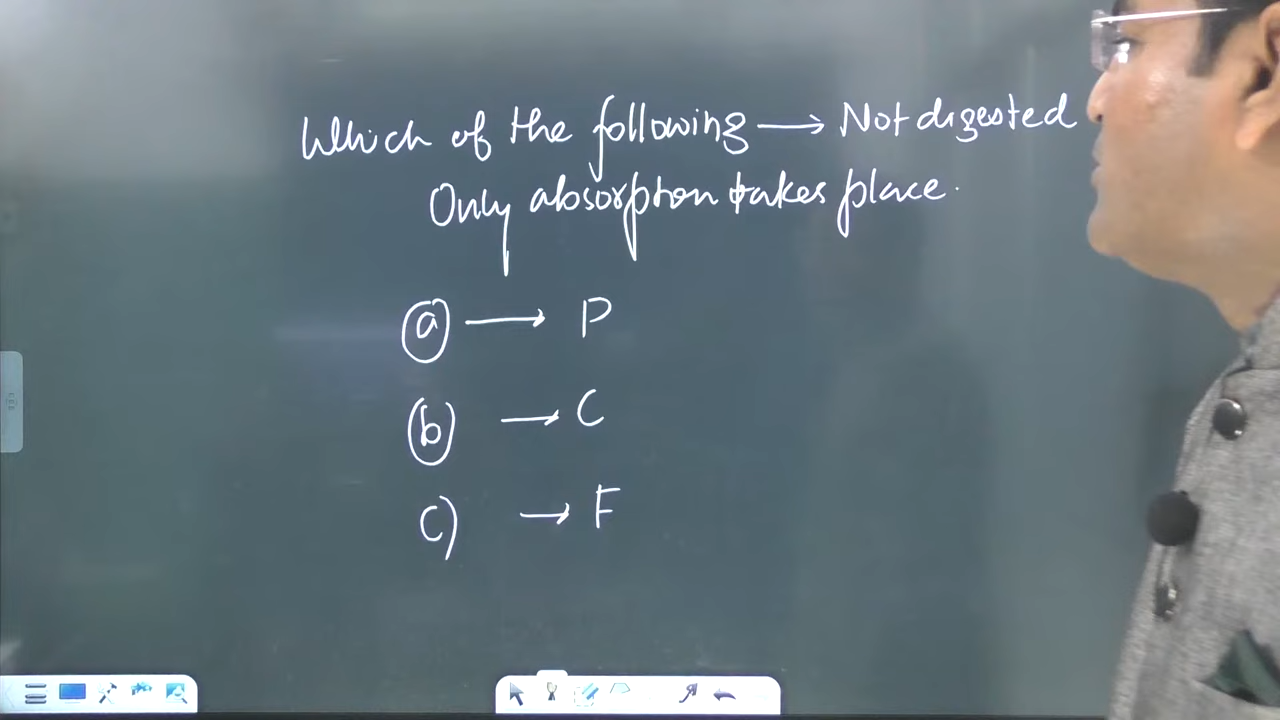 Which of the following → Not digested
Only absorption takes place.
a → P
b → C
c) → F